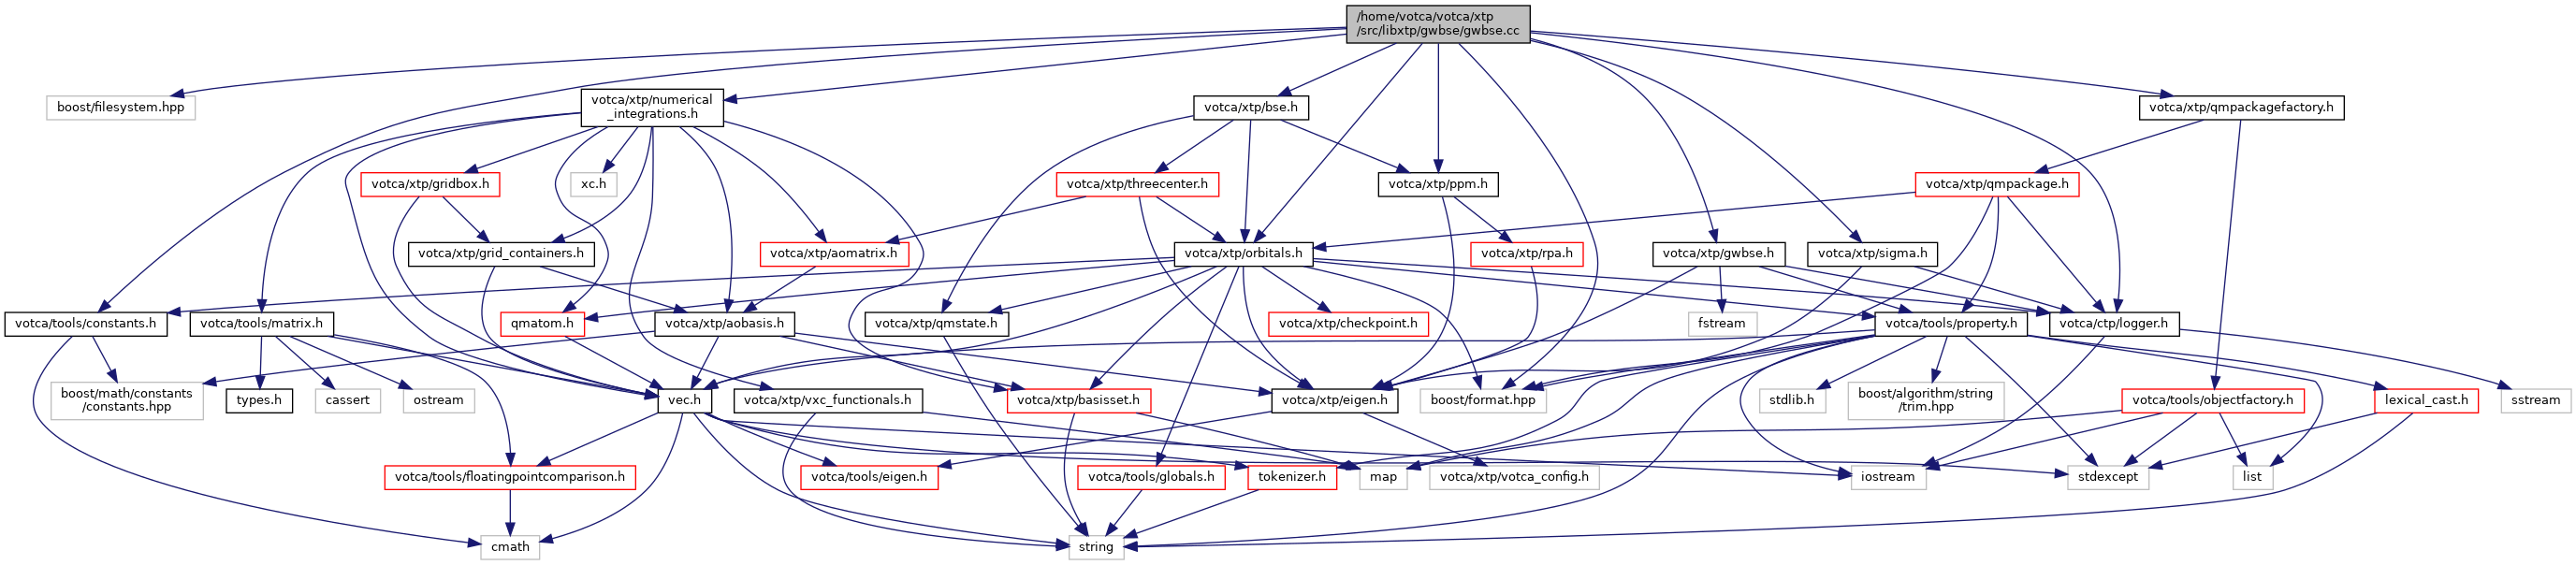 /home/votca/votca/xtp
/src/libxtp/gwbse/gwbse.cc
boost/filesystem.hpp
votca/xtp/numerical
_integrations.h
votca/xtp/bse.h
votca/xtp/qmpackagefactory.h
votca/xtp/gridbox.h
xc.h
votca/xtp/threecenter.h
votca/xtp/ppm.h
votca/xtp/qmpackage.h
votca/xtp/grid_containers.h
votca/xtp/aomatrix.h
votca/xtp/orbitals.h
votca/xtp/rpa.h
votca/xtp/gwbse.h
votca/xtp/sigma.h
votca/tools/constants.h
votca/tools/matrix.h
qmatom.h
votca/xtp/aobasis.h
votca/xtp/qmstate.h
votca/xtp/checkpoint.h
fstream
votca/tools/property.h
votca/ctp/logger.h
boost/math/constants
/constants.hpp
types.h
cassert
ostream
vec.h
votca/xtp/vxc_functionals.h
votca/xtp/basisset.h
votca/xtp/eigen.h
boost/format.hpp
stdlib.h
boost/algorithm/string
/trim.hpp
votca/tools/objectfactory.h
lexical_cast.h
sstream
votca/tools/floatingpointcomparison.h
votca/tools/eigen.h
votca/tools/globals.h
tokenizer.h
map
votca/xtp/votca_config.h
iostream
stdexcept
list
cmath
string